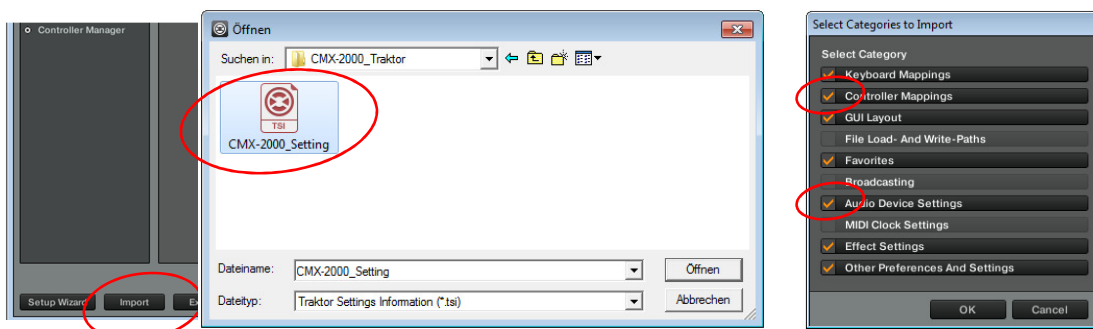 Controller Manager
Setup Wizard
Import
Öffnen
Suchen in:
CMX-2000_Traktor
TSI
CMX-2000_Setting
Dateiname:
CMX-2000_Setting
Öffnen
Dateityp:
Traktor Settings Information (*.tsi)
Abbrechen
Select Categories to Import
Select Category
Keyboard Mappings
Controller Mappings
GUI Layout
File Load- And Write-Paths
Favorites
Broadcasting
Audio Device Settings
MIDI Clock Settings
Effect Settings
Other Preferences And Settings
OK
Cancel